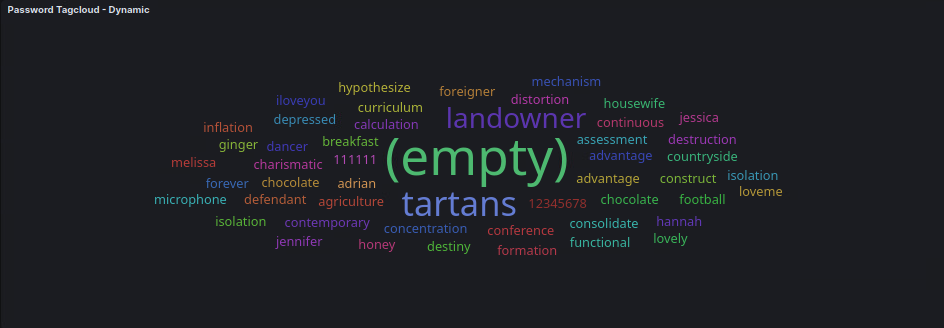 Password Tagcloud - Dynamic
mechanism
hypothesize foreigner
iloveyou distortion
curriculum housewife
depressed calculation landowner continuous jessica
inflation
ginger dancer breakfast assessment destruction
melissa charismatic 111111 (empty) advantage countryside
forever chocolate adrian advantage construct isolation
microphone defendant agriculture tartans 12345678 chocolate football loveme
isolation contemporary concentration conference consolidate hannah
jennifer honey destiny formation functional lovely